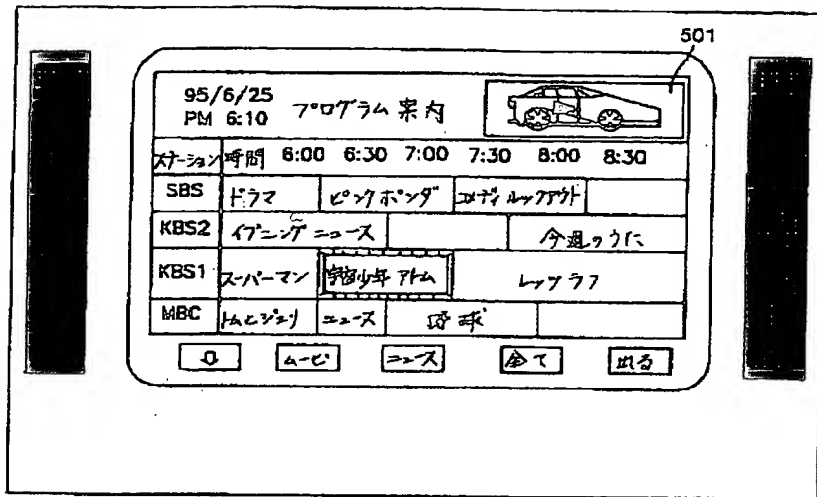 501
95/6/25
PM 6:10 プログラム案内
ステーション 時間 6:00 6:30 7:00 7:30 8:00 8:30
SBS ドラマ ピンクポンダ コメディ ルックアウト
KBS2 イブニングニュース 今週のうた
KBS1 スーパーマン 宇宙少年 アトム レッツラフ
MBC トムとジェリ ニュース 野球
⇩ ムービ ニュース 全て 出る